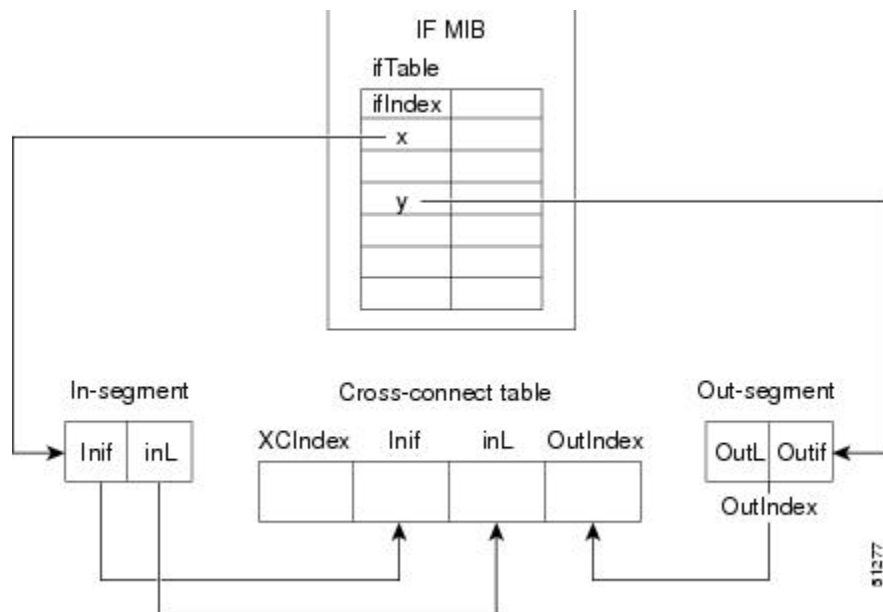 IF MIB
ifTable
ifIndex
x
y
In-segment
Cross-connect table
Out-segment
XCIndex Inif inL OutIndex
Inif inL
OutL Outif
OutIndex
51277